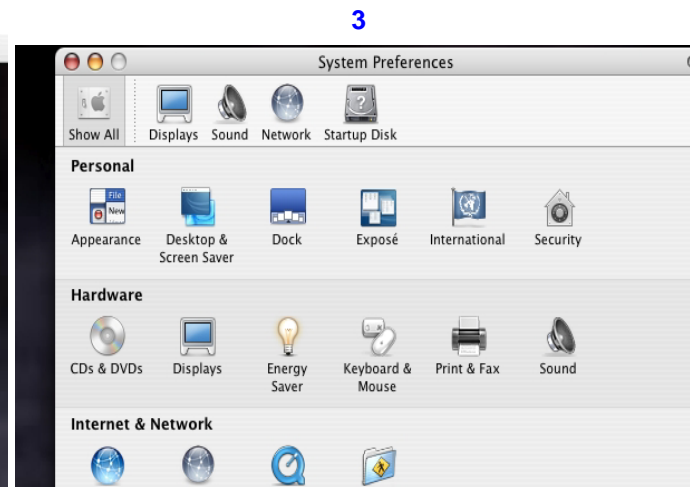 3
System Preferences
Show All Displays Sound Network Startup Disk
Personal
File
New
Appearance Desktop & Screen Saver Dock Exposé International Security
Hardware
CDs & DVDs Displays Energy Saver Keyboard & Mouse Print & Fax Sound
Internet & Network